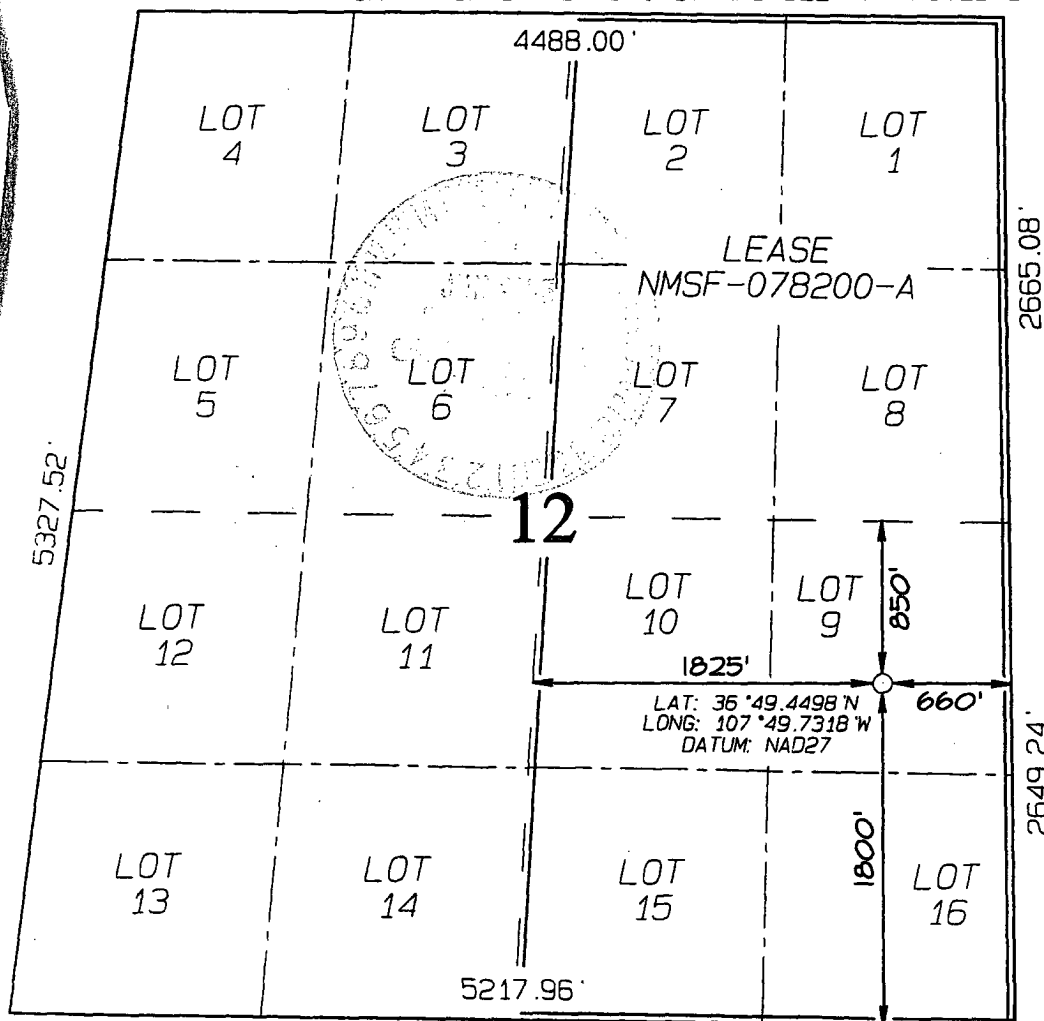 4488.00'
LOT
4
LOT
3
LOT
2
LOT
1
LEASE
NMSF-078200-A
2665.08'
LOT
5
LOT
6
LOT
7
LOT
8
5327.52'
12
LOT
12
LOT
11
LOT
10
LOT
9
850'
1825'
660'
LAT: 36°49.4498'N
LONG: 107°49.7318'W
DATUM: NAD27
2649.24'
1800'
LOT
13
LOT
14
LOT
15
LOT
16
5217.96'